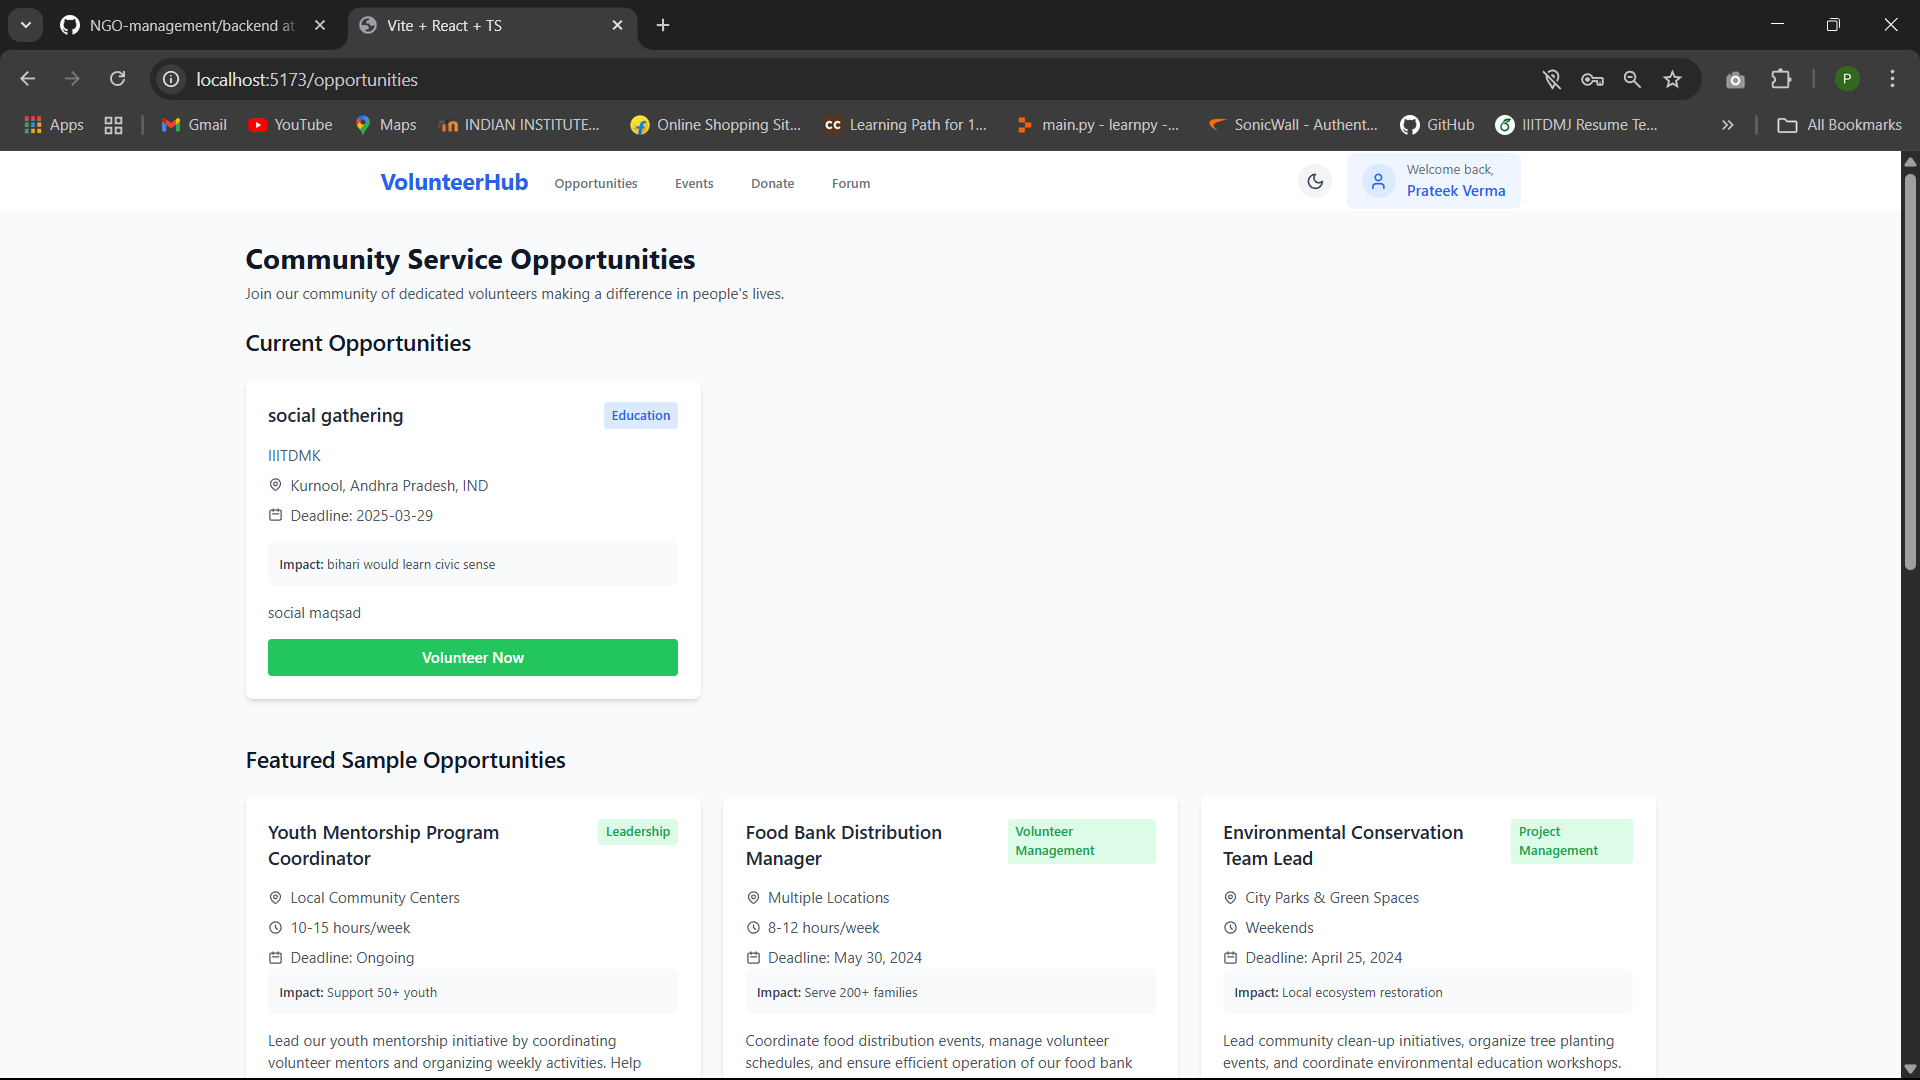 NGO-management/backend at
Vite + React + TS
localhost:5173/opportunities
P
Apps
Gmail
YouTube
Maps
INDIAN INSTITUTE...
Online Shopping Sit...
CC Learning Path for 1...
main.py - learnpy -...
SonicWall - Authent...
GitHub
IIITDMJ Resume Te...
»
All Bookmarks
VolunteerHub
Opportunities
Events
Donate
Forum
Welcome back,
Prateek Verma
Community Service Opportunities
Join our community of dedicated volunteers making a difference in people's lives.
Current Opportunities
social gathering
Education
IIITDMK
Kurnool, Andhra Pradesh, IND
Deadline: 2025-03-29
Impact: bihari would learn civic sense
social maqsad
Volunteer Now
Featured Sample Opportunities
Youth Mentorship Program
Coordinator
Leadership
Local Community Centers
10-15 hours/week
Deadline: Ongoing
Impact: Support 50+ youth
Lead our youth mentorship initiative by coordinating
volunteer mentors and organizing weekly activities. Help
Food Bank Distribution
Manager
Volunteer
Management
Multiple Locations
8-12 hours/week
Deadline: May 30, 2024
Impact: Serve 200+ families
Coordinate food distribution events, manage volunteer
schedules, and ensure efficient operation of our food bank
Environmental Conservation
Team Lead
Project
Management
City Parks & Green Spaces
Weekends
Deadline: April 25, 2024
Impact: Local ecosystem restoration
Lead community clean-up initiatives, organize tree planting
events, and coordinate environmental education workshops.